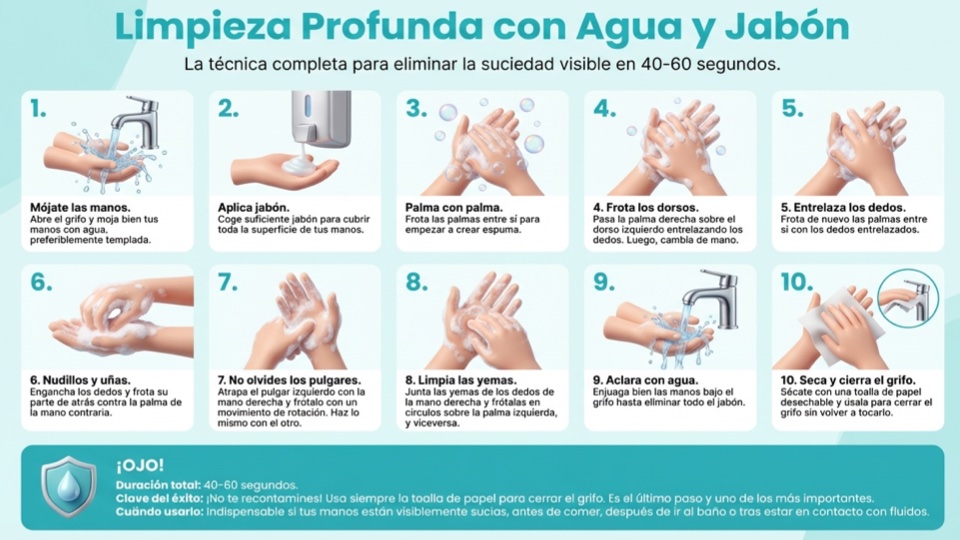 Limpieza Profunda con Agua y Jabón
La técnica completa para eliminar la suciedad visible en 40-60 segundos.
1.
Mójate las manos.
Abre el grifo y moja bien tus
manos con agua,
preferiblemente templada.
2.
Aplica jabón.
Coge suficiente jabón para cubrir
toda la superficie de tus manos.
3.
Palma con palma.
Frota las palmas entre sí para
empezar a crear espuma.
4.
4. Frota los dorsos.
Pasa la palma derecha sobre el
dorso izquierdo entrelazando los
dedos. Luego, cambia de mano.
5.
5. Entrelaza los dedos.
Frota de nuevo las palmas entre
sí con los dedos entrelazados.
6.
6. Nudillos y uñas.
Engancha los dedos y frota su
parte de atrás contra la palma de
la mano contraria.
7.
7. No olvides los pulgares.
Atrapa el pulgar izquierdo con la
mano derecha y frótalo con un
movimiento de rotación. Haz lo
mismo con el otro.
8.
8. Limpia las yemas.
Junta las yemas de los dedos de
la mano derecha y frótalas en
círculos sobre la palma izquierda,
y viceversa.
9.
9. Aclara con agua.
Enjuaga bien las manos bajo el
grifo hasta eliminar todo el jabón.
10.
10. Seca y cierra el grifo.
Sécate con una toalla de papel
desechable y úsala para cerrar el
grifo sin volver a tocarlo.
¡OJO!
Duración total: 40-60 segundos.
Clave del éxito: ¡No te recontamines! Usa siempre la toalla de papel para cerrar el grifo. Es el último paso y uno de los más importantes.
Cuändo usarlo: Indispensable si tus manos están visiblemente sucias, antes de comer, después de ir al baño o tras estar en contacto con fluidos.